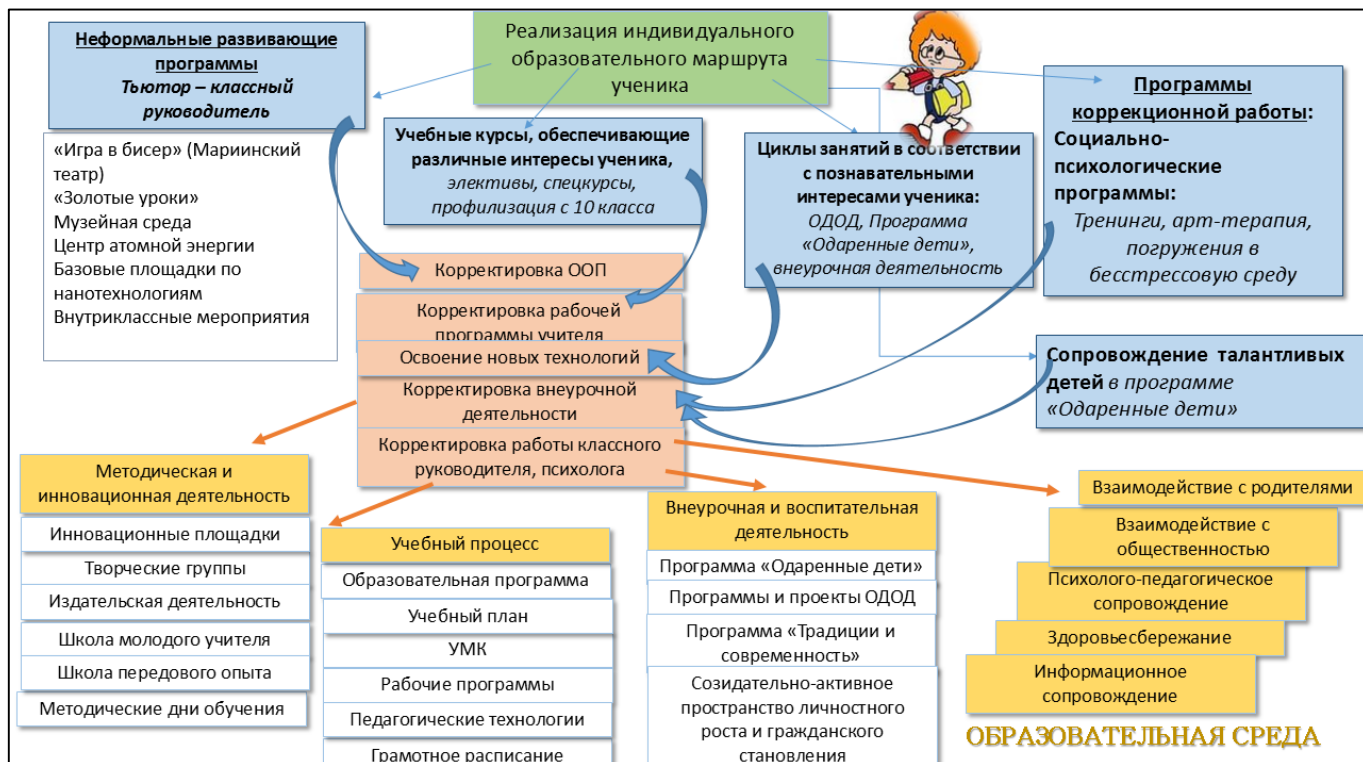 Неформальные развивающие
программы
Тьютор – классный
руководитель
Реализация индивидуального
образовательного маршрута
ученика
Программы
коррекционной работы:
Социально-
психологические
программы:
Тренинги, арт-терапия,
погружения в
бесстрессовую среду
Учебные курсы, обеспечивающие
различные интересы ученика,
элективы, спецкурсы,
профилизация с 10 класса
Циклы занятий в соответствии
с познавательными
интересами ученика:
ОДОД, Программа
«Одаренные дети»,
внеурочная деятельность
«Игра в бисер» (Мариинский
театр)
«Золотые уроки»
Музейная среда
Центр атомной энергии
Базовые площадки по
нанотехнологиям
Внутриклассные мероприятия
Корректировка ООП
Корректировка рабочей
программы учителя
Освоение новых технологий
Корректировка внеурочной
деятельности
Корректировка работы классного
руководителя, психолога
Сопровождение талантливых
детей в программе
«Одаренные дети»
Методическая и
инновационная деятельность
Инновационные площадки
Творческие группы
Издательская деятельность
Школа молодого учителя
Школа передового опыта
Методические дни обучения
Учебный процесс
Образовательная программа
Учебный план
УМК
Рабочие программы
Педагогические технологии
Грамотное расписание
Внеурочная и воспитательная
деятельность
Программа «Одаренные дети»
Программы и проекты ОДОД
Программа «Традиции и
современность»
Созидательно-активное
пространство личностного
роста и гражданского
становления
Взаимодействие с родителями
Взаимодействие с
общественностью
Психолого-педагогическое
сопровождение
Здоровьесбережание
Информационное
сопровождение
ОБРАЗОВАТЕЛЬНАЯ СРЕДА